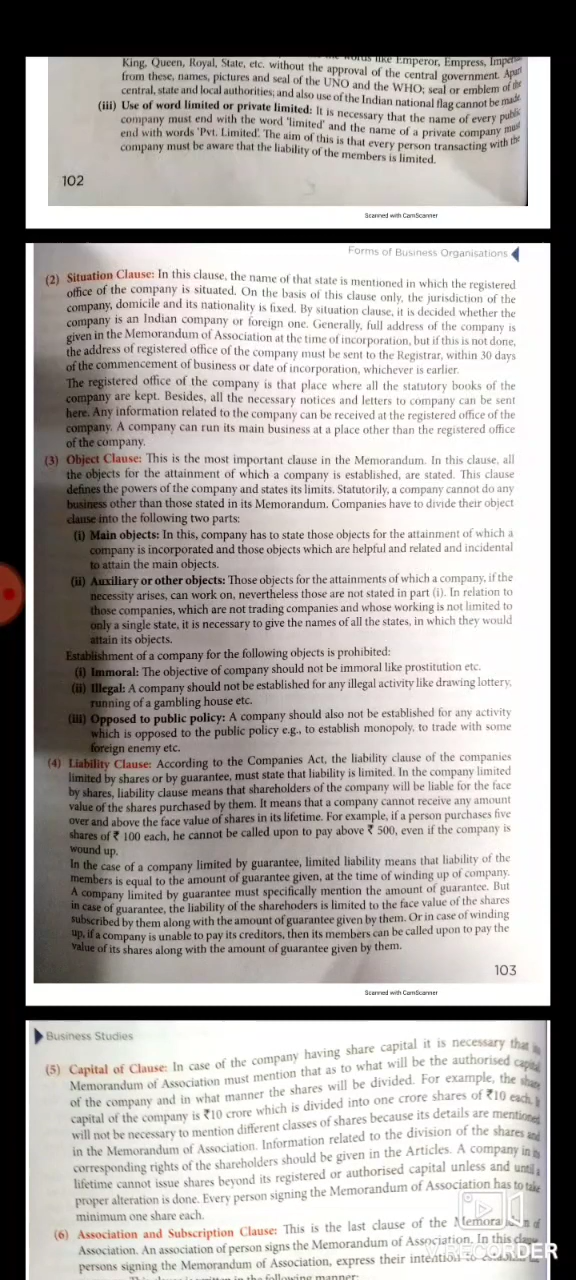 King, Queen, Royal, State, etc. without the approval of the central government. Apart
from these, names, pictures and seal of the UNO and the WHO; seal or emblem of the
central, state and local authorities; and also use of the Indian national flag cannot be made.
(iii) Use of word limited or private limited: It is necessary that the name of every public
company must end with the word 'limited' and the name of a private company must
end with words 'Pvt. Limited'. The aim of this is that every person transacting with the
company must be aware that the liability of the members is limited.
102
Scanned with CamScanner
Forms of Business Organisations
(2) Situation Clause: In this clause, the name of that state is mentioned in which the registered
office of the company is situated. On the basis of this clause only, the jurisdiction of the
company, domicile and its nationality is fixed. By situation clause, it is decided whether the
company is an Indian company or foreign one. Generally, full address of the company is
given in the Memorandum of Association at the time of incorporation, but if this is not done,
the address of registered office of the company must be sent to the Registrar, within 30 days
of the commencement of business or date of incorporation, whichever is earlier.
The registered office of the company is that place where all the statutory books of the
company are kept. Besides, all the necessary notices and letters to company can be sent
here. Any information related to the company can be received at the registered office of the
company. A company can run its main business at a place other than the registered office
of the company.
(3) Object Clause: This is the most important clause in the Memorandum. In this clause, all
the objects for the attainment of which a company is established, are stated. This clause
defines the powers of the company and states its limits. Statutorily, a company cannot do any
business other than those stated in its Memorandum. Companies have to divide their object
clause into the following two parts:
(i) Main objects: In this, company has to state those objects for the attainment of which a
company is incorporated and those objects which are helpful and related and incidental
to attain the main objects.
(ii) Auxiliary or other objects: Those objects for the attainments of which a company, if the
necessity arises, can work on, nevertheless those are not stated in part (i). In relation to
those companies, which are not trading companies and whose working is not limited to
only a single state, it is necessary to give the names of all the states, in which they would
attain its objects.
Establishment of a company for the following objects is prohibited:
(i) Immoral: The objective of company should not be immoral like prostitution etc.
(ii) Illegal: A company should not be established for any illegal activity like drawing lottery,
running of a gambling house etc.
(iii) Opposed to public policy: A company should also not be established for any activity
which is opposed to the public policy e.g., to establish monopoly, to trade with some
foreign enemy etc.
(4) Liability Clause: According to the Companies Act, the liability clause of the companies
limited by shares or by guarantee, must state that liability is limited. In the company limited
by shares, liability clause means that shareholders of the company will be liable for the face
value of the shares purchased by them. It means that a company cannot receive any amount
over and above the face value of shares in its lifetime. For example, if a person purchases five
shares of ₹ 100 each, he cannot be called upon to pay above ₹ 500, even if the company is
wound up.
In the case of a company limited by guarantee, limited liability means that liability of the
members is equal to the amount of guarantee given, at the time of winding up of company.
A company limited by guarantee must specifically mention the amount of guarantee. But
in case of guarantee, the liability of the sharehoders is limited to the face value of the shares
subscribed by them along with the amount of guarantee given by them. Or in case of winding
up, if a company is unable to pay its creditors, then its members can be called upon to pay the
value of its shares along with the amount of guarantee given by them.
103
Scanned with CamScanner
Business Studies
(5) Capital of Clause: In case of the company having share capital it is necessary that
Memorandum of Association must mention that as to what will be the authorised capital
of the company and in what manner the shares will be divided. For example, the share
capital of the company is ₹10 crore which is divided into one crore shares of ₹10 each.
will not be necessary to mention different classes of shares because its details are mentioned
in the Memorandum of Association. Information related to the division of the shares and
corresponding rights of the shareholders should be given in the Articles. A company in its
lifetime cannot issue shares beyond its registered or authorised capital unless and until a
proper alteration is done. Every person signing the Memorandum of Association has to take
minimum one share each.
(6) Association and Subscription Clause: This is the last clause of the
Association. An association of person signs the Memorandum of Association. In this clause
persons signing the Memorandum of Association, express their intention to
following manner:
RECORDER